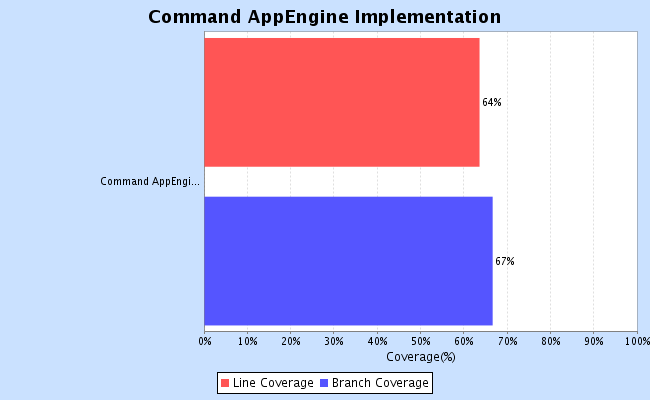 Command AppEngine Implementation
64%
Command AppEngi...
67%
0% 10% 20% 30% 40% 50% 60% 70% 80% 90% 100%
Coverage(%)
Line Coverage Branch Coverage